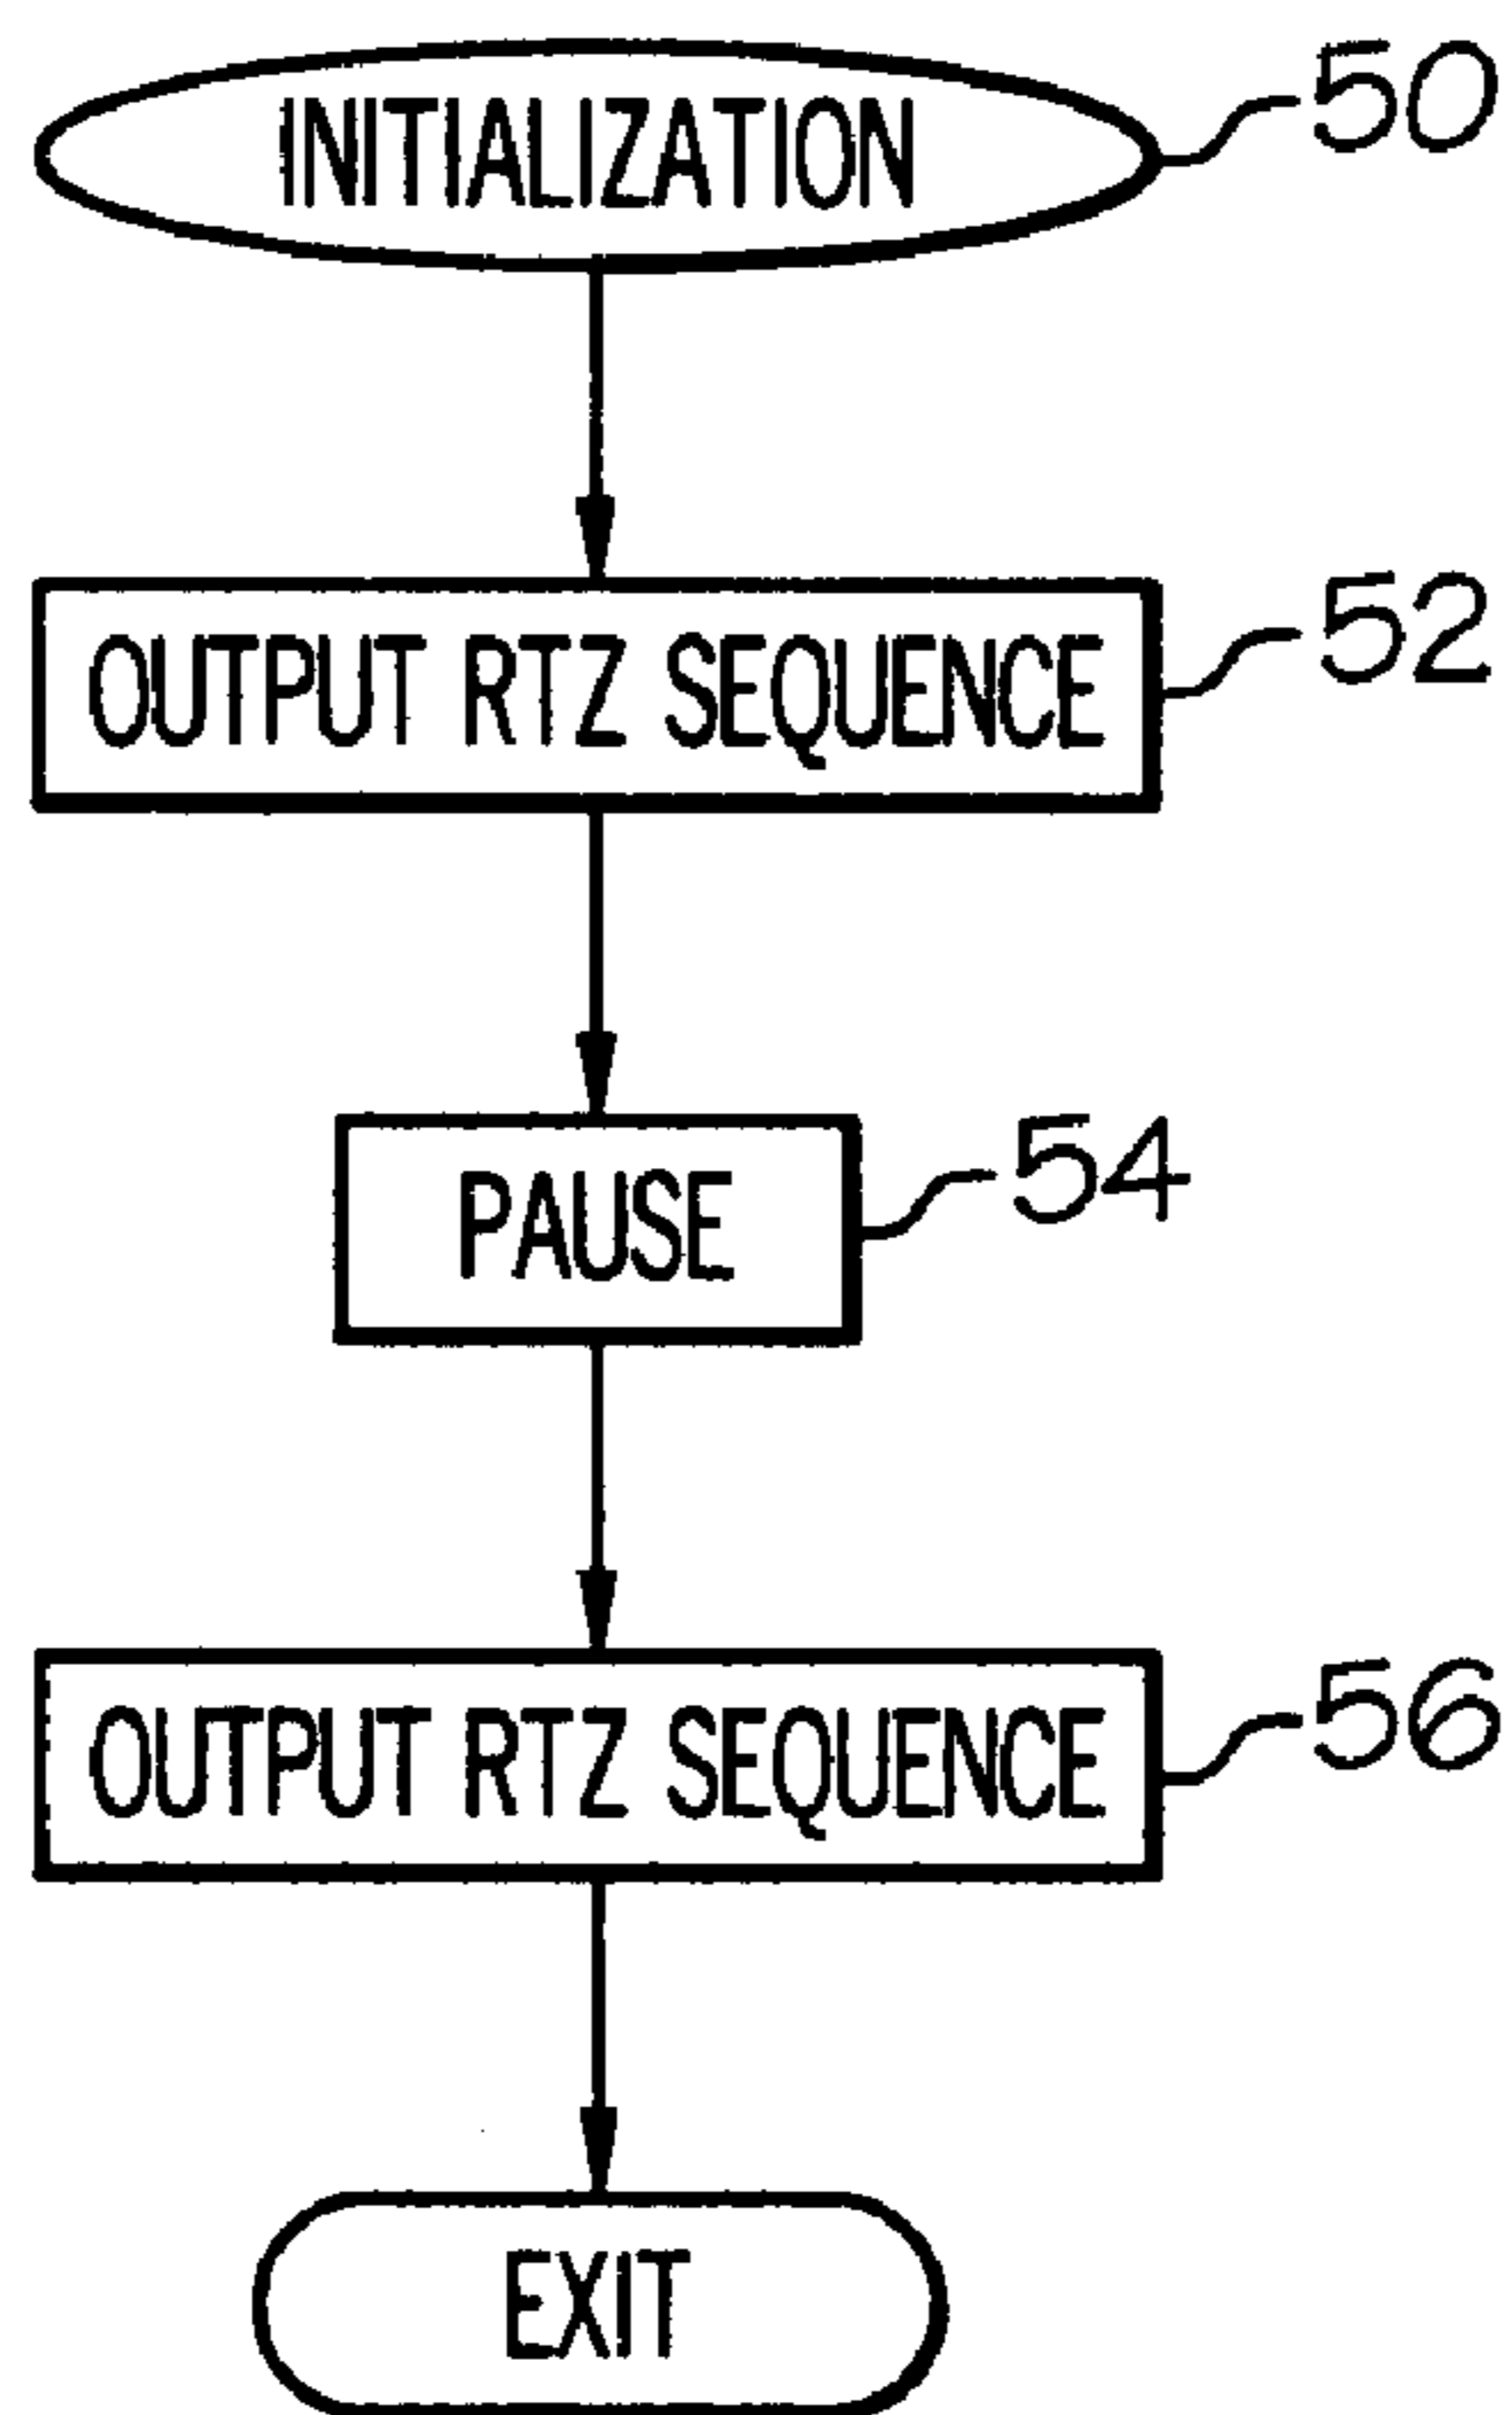 INITIALIZATION 50
OUTPUT RTZ SEQUENCE 52
PAUSE 54
OUTPUT RTZ SEQUENCE 56
EXIT